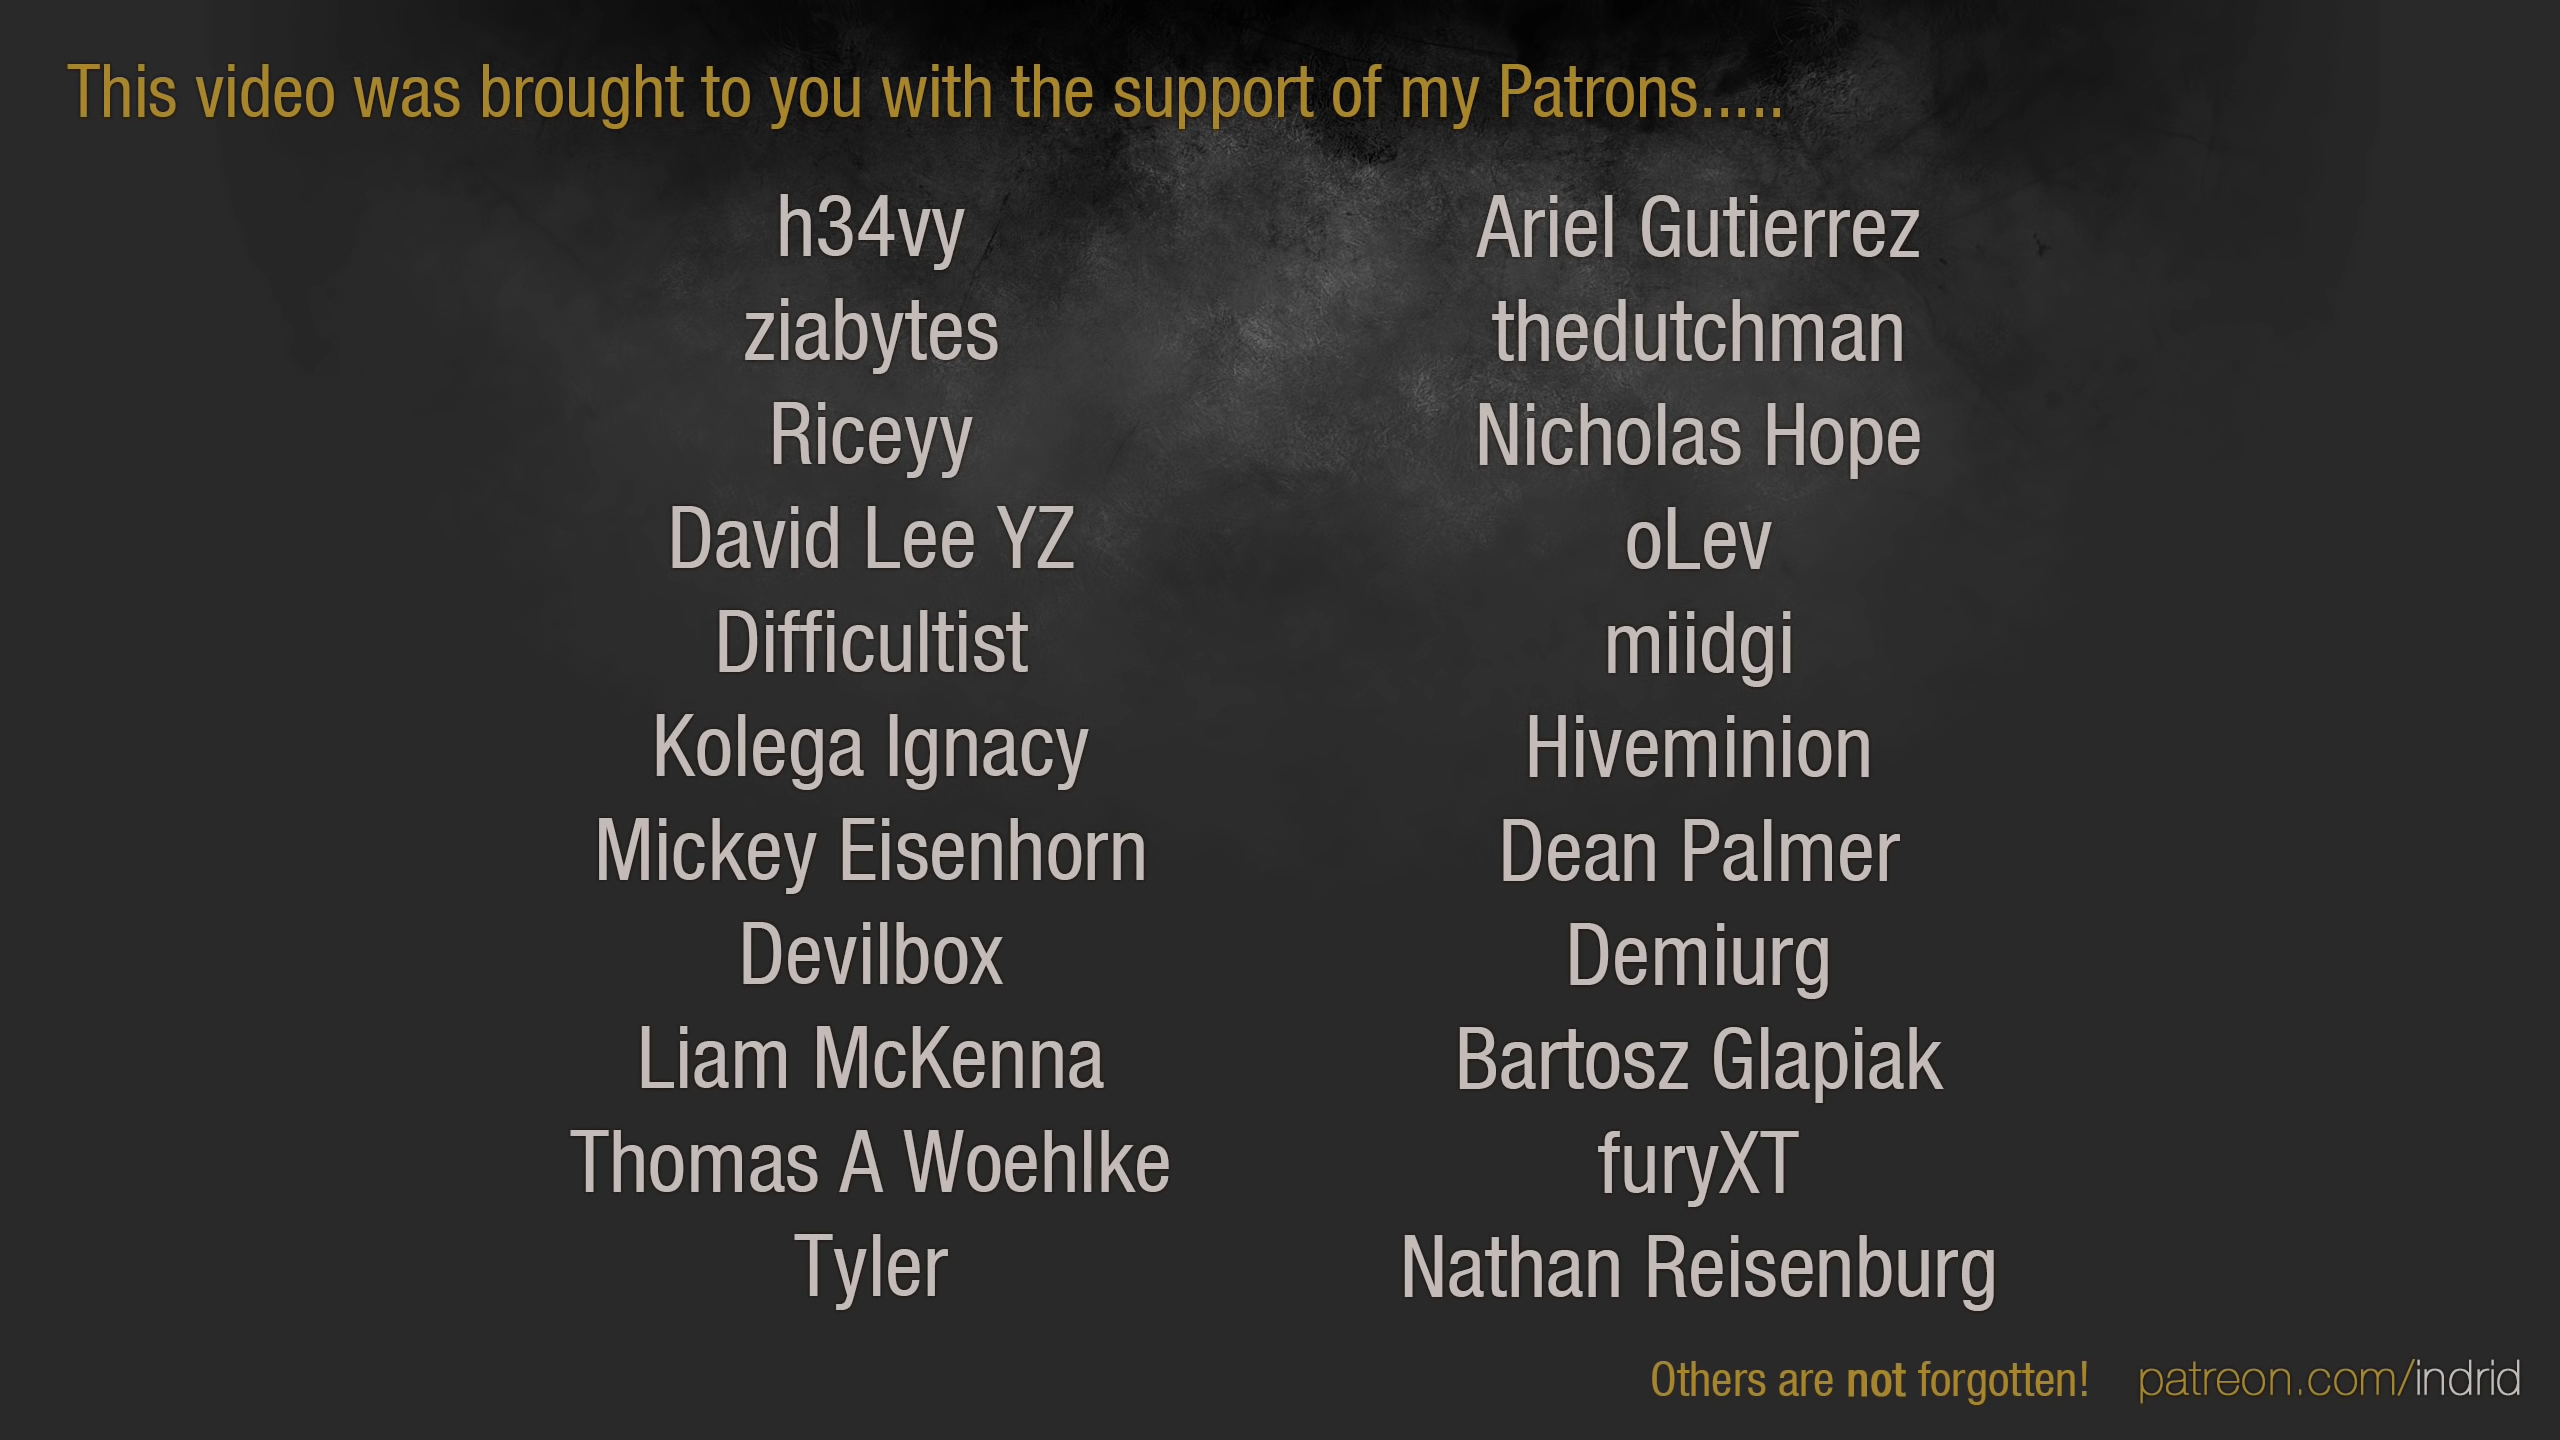 This video was brought to you with the support of my Patrons.....
h34vy
ziabytes
Riceyy
David Lee YZ
Difficultist
Kolega Ignacy
Mickey Eisenhorn
Devilbox
Liam McKenna
Thomas A Woehlke
Tyler
Ariel Gutierrez
thedutchman
Nicholas Hope
oLev
miidgi
Hiveminion
Dean Palmer
Demiurg
Bartosz Glapiak
furyXT
Nathan Reisenburg
Others are not forgotten! patreon.com/indrid